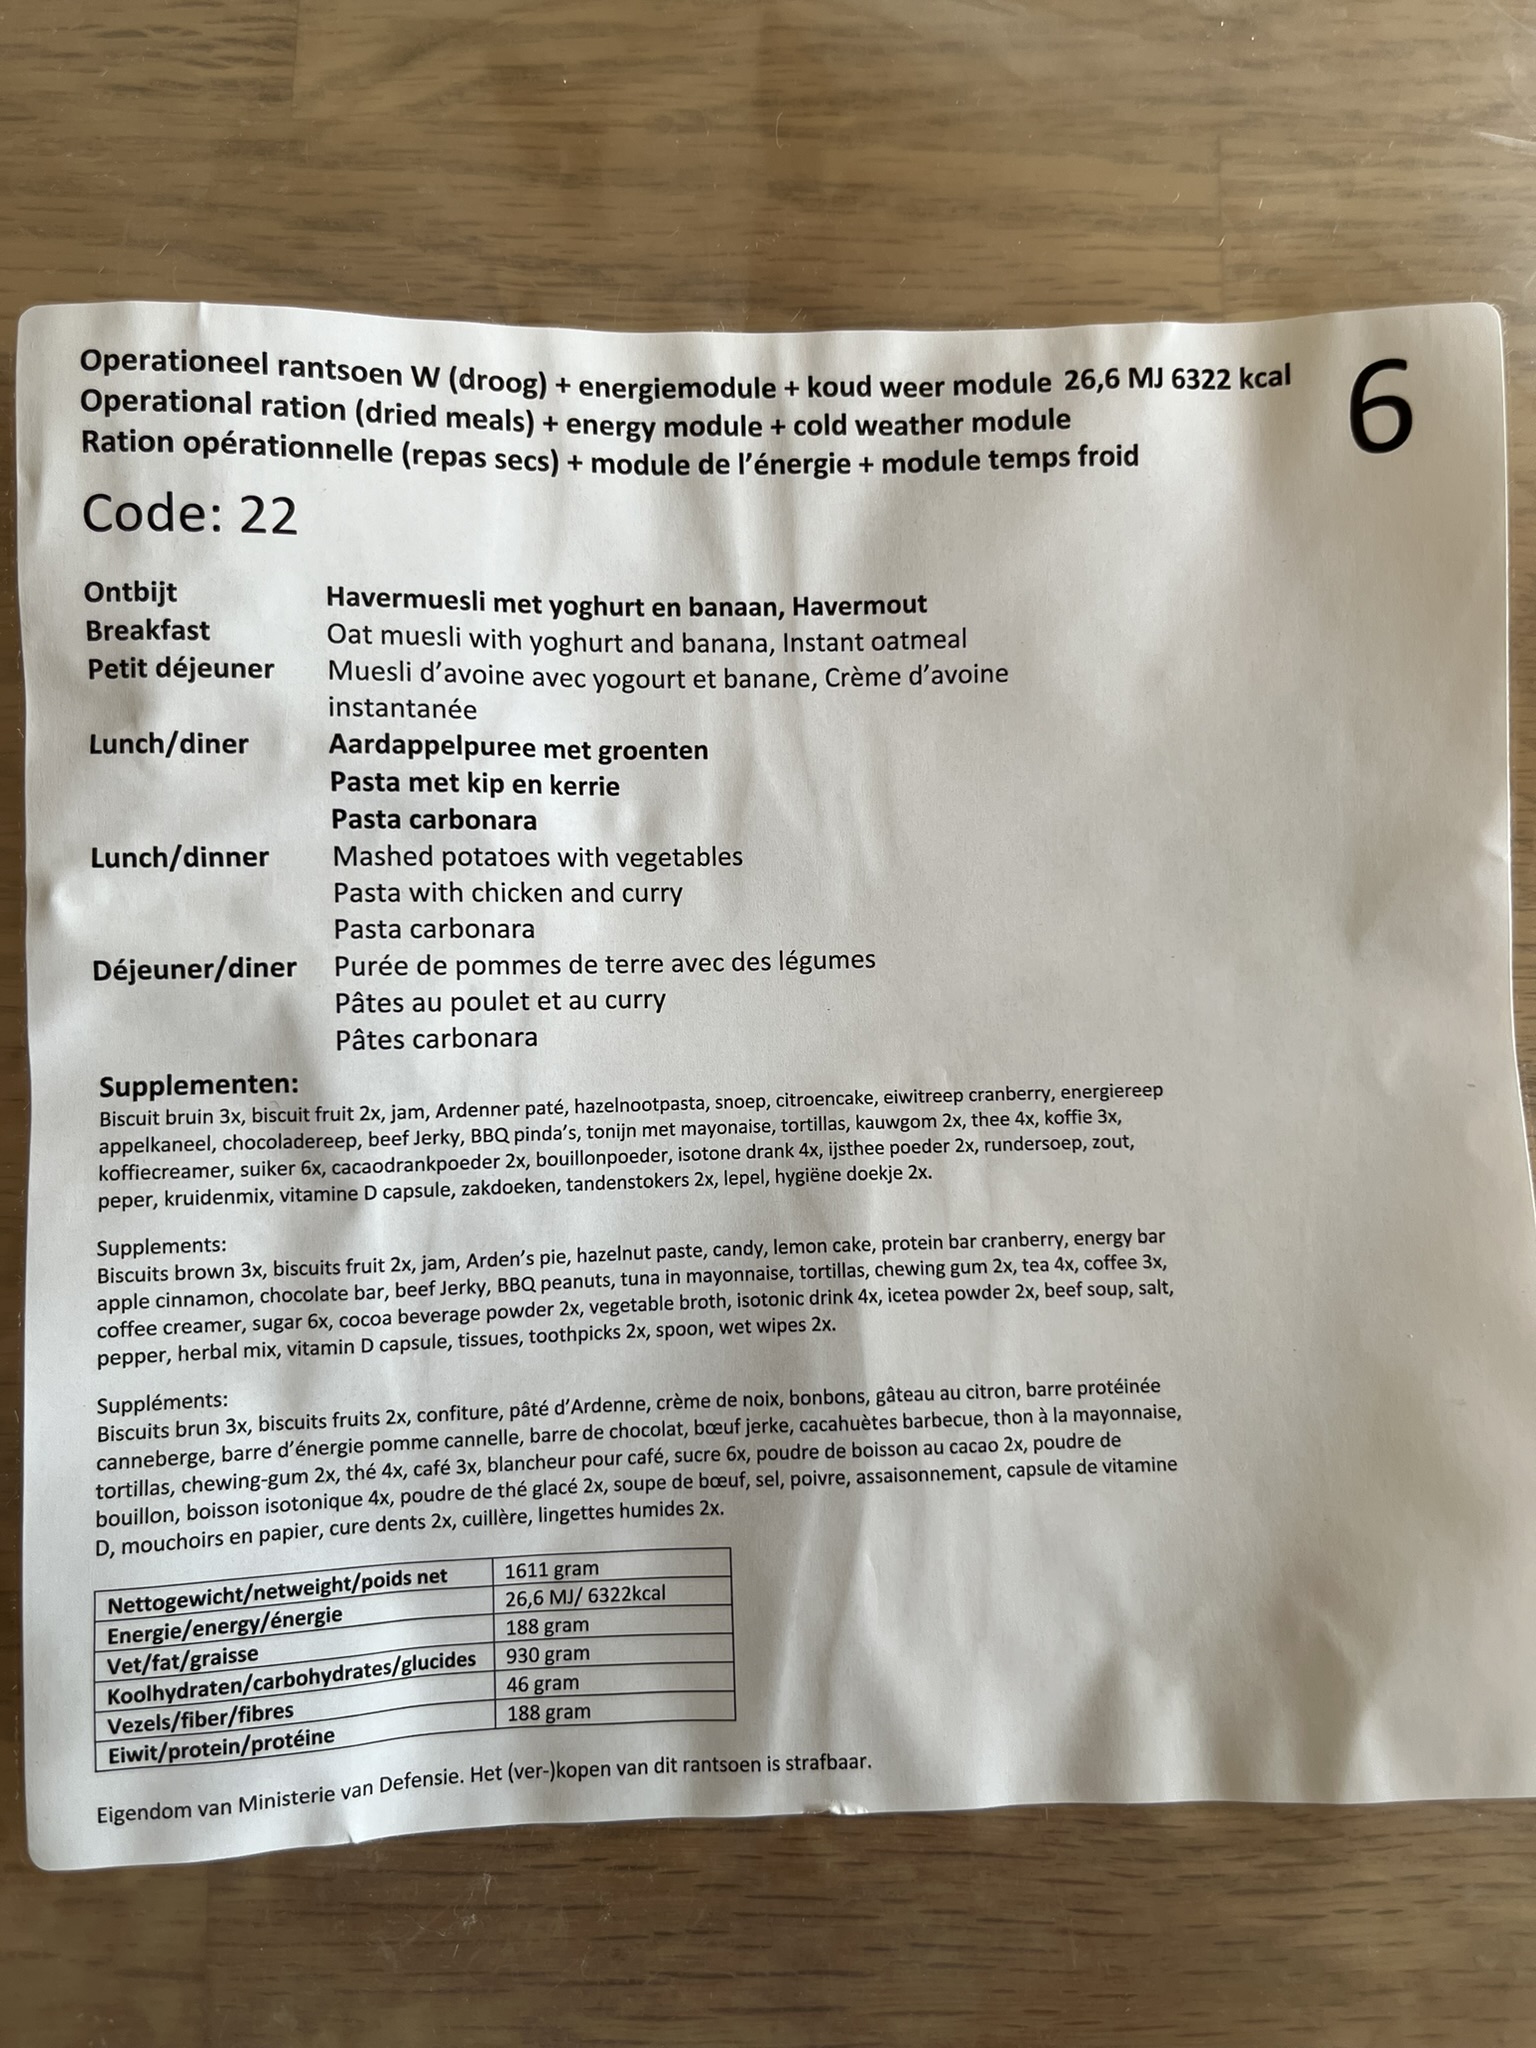 Operationeel rantsoen W (droog) + energiemodule + koud weer module 26,6 MJ 6322 kcal
Operational ration (dried meals) + energy module + cold weather module
Ration opérationnelle (repas secs) + module de l'énergie + module temps froid
6
Code: 22
Ontbijt Havermuesli met yoghurt en banaan, Havermout
Breakfast Oat muesli with yoghurt and banana, Instant oatmeal
Petit déjeuner Muesli d'avoine avec yogourt et banane, Crème d'avoine
instantanée
Lunch/diner Aardappelpuree met groenten
Pasta met kip en kerrie
Pasta carbonara
Lunch/dinner Mashed potatoes with vegetables
Pasta with chicken and curry
Pasta carbonara
Déjeuner/diner Purée de pommes de terre avec des légumes
Pâtes au poulet et au curry
Pâtes carbonara
Supplementen:
Biscuit bruin 3x, biscuit fruit 2x, jam, Ardenner paté, hazelnootpasta, snoep, citroencake, eiwitreep cranberry, energiereep
appelkaneel, chocoladereep, beef Jerky, BBQ pinda's, tonijn met mayonaise, tortillas, kauwgom 2x, thee 4x, koffie 3x,
koffiecreamer, suiker 6x, cacaodrankpoeder 2x, bouillonpoeder, isotone drank 4x, ijsthee poeder 2x, rundersoep, zout,
peper, kruidenmix, vitamine D capsule, zakdoeken, tandenstokers 2x, lepel, hygiëne doekje 2x.
Supplements:
Biscuits brown 3x, biscuits fruit 2x, jam, Arden's pie, hazelnut paste, candy, lemon cake, protein bar cranberry, energy bar
apple cinnamon, chocolate bar, beef Jerky, BBQ peanuts, tuna in mayonnaise, tortillas, chewing gum 2x, tea 4x, coffee 3x,
coffee creamer, sugar 6x, cocoa beverage powder 2x, vegetable broth, isotonic drink 4x, icetea powder 2x, beef soup, salt,
pepper, herbal mix, vitamin D capsule, tissues, toothpicks 2x, spoon, wet wipes 2x.
Suppléments:
Biscuits brun 3x, biscuits fruits 2x, confiture, pâté d'Ardenne, crème de noix, bonbons, gâteau au citron, barre protéinée
canneberge, barre d'énergie pomme cannelle, barre de chocolat, bœuf jerke, cacahuètes barbecue, thon à la mayonnaise,
tortillas, chewing-gum 2x, thé 4x, café 3x, blancheur pour café, sucre 6x, poudre de boisson au cacao 2x, poudre de
bouillon, boisson isotonique 4x, poudre de thé glacé 2x, soupe de bœuf, sel, poivre, assaisonnement, capsule de vitamine
D, mouchoirs en papier, cure dents 2x, cuillère, lingettes humides 2x.
Nettogewicht/netweight/poids net 1611 gram
Energie/energy/énergie 26,6 MJ/ 6322kcal
Vet/fat/graisse 188 gram
Koolhydraten/carbohydrates/glucides 930 gram
Vezels/fiber/fibres 46 gram
Eiwit/protein/protéine 188 gram
Eigendom van Ministerie van Defensie. Het (ver-)kopen van dit rantsoen is strafbaar.